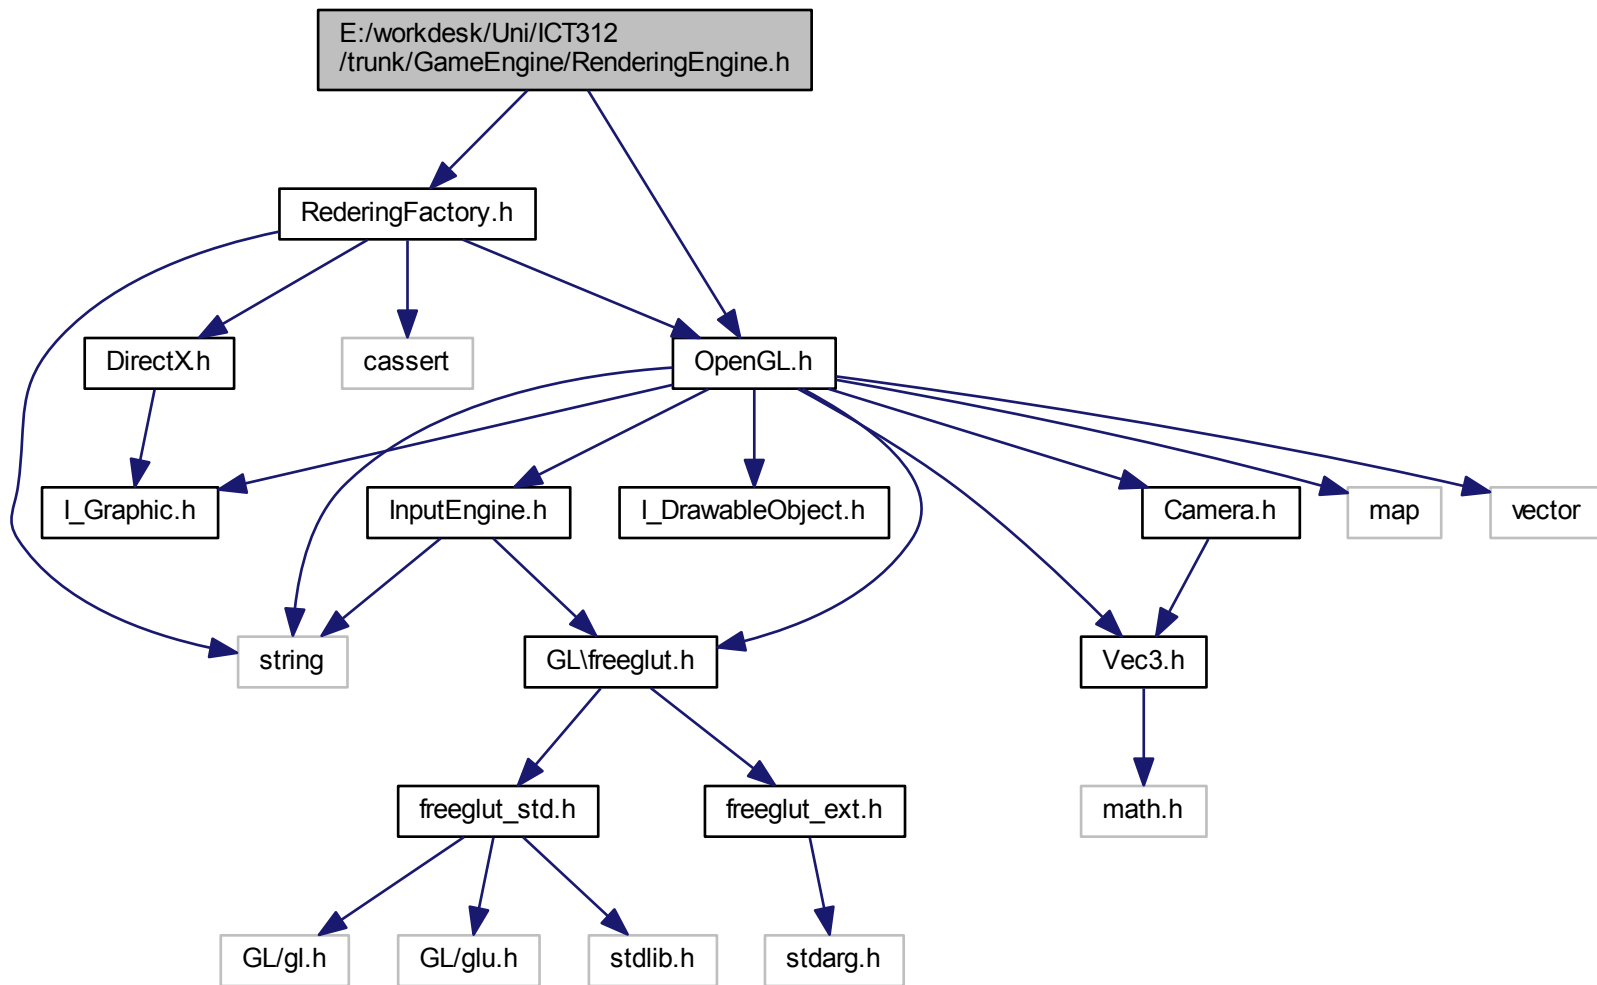 E:/workdesk/Uni/ICT312
/trunk/GameEngine/RenderingEngine.h
RederingFactory.h
DirectX.h
cassert
OpenGL.h
I_Graphic.h
InputEngine.h
I_DrawableObject.h
Camera.h
map
vector
string
GL\freeglut.h
Vec3.h
freeglut_std.h
freeglut_ext.h
math.h
GL/gl.h
GL/glu.h
stdlib.h
stdarg.h